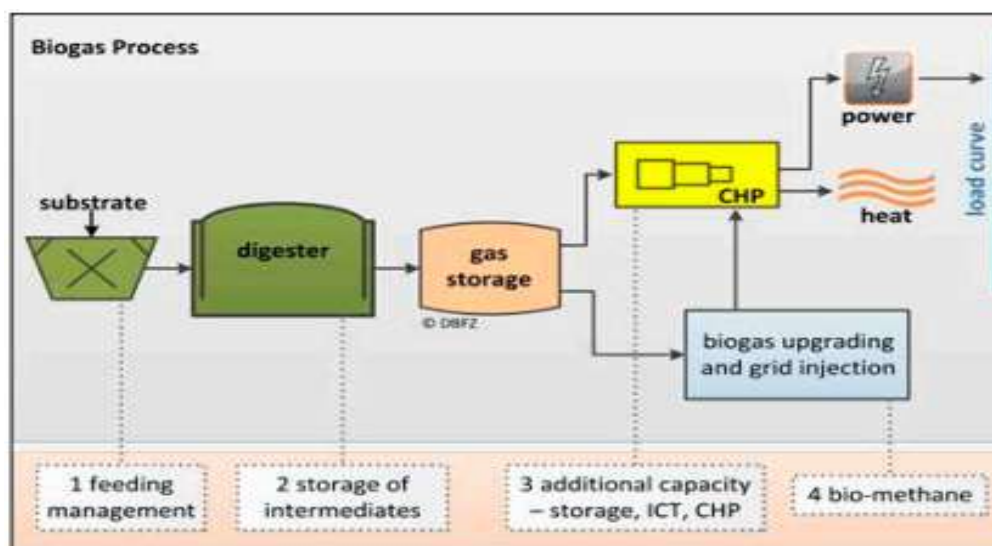 Biogas Process
substrate
digester
gas
storage
© DBFZ
CHP
power
heat
load curve
biogas upgrading
and grid injection
1 feeding
management
2 storage of
intermediates
3 additional capacity
– storage, ICT, CHP
4 bio-methane